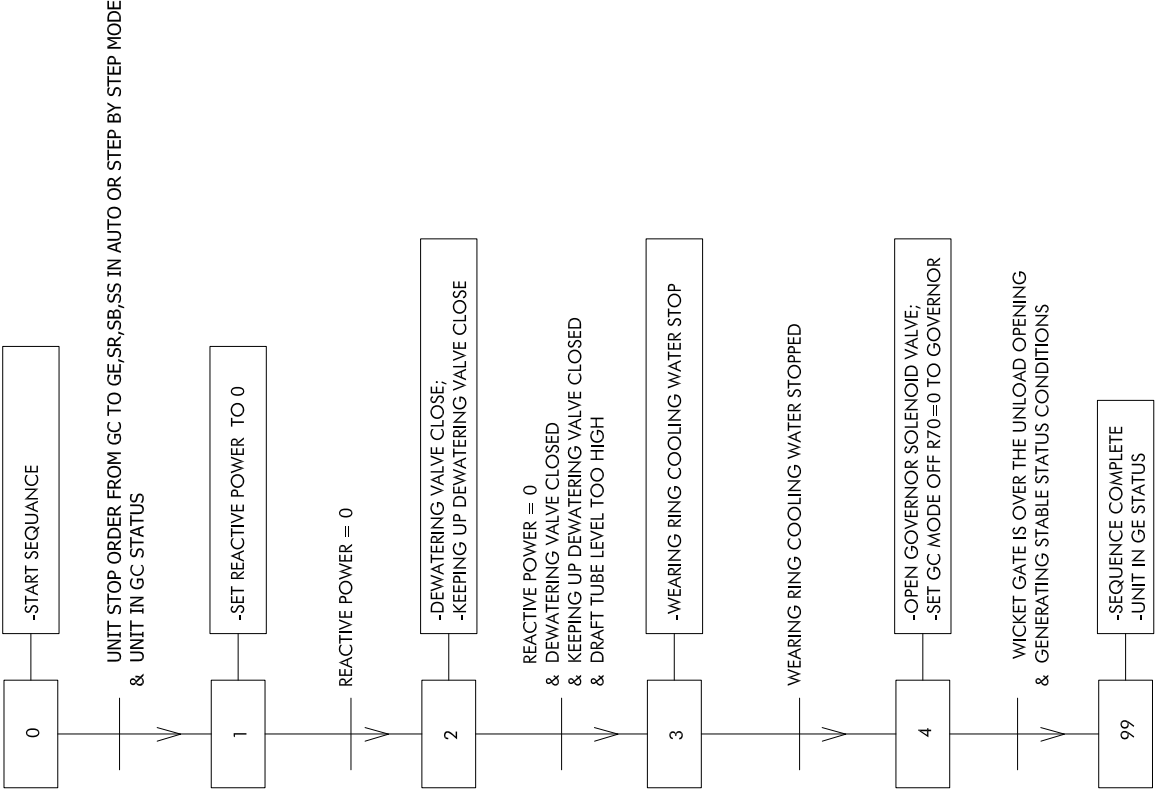 0
-START SEQUANCE
UNIT STOP ORDER FROM GC TO GE,SR,SB,SS IN AUTO OR STEP BY STEP MODE
& UNIT IN GC STATUS
1
-SET REACTIVE POWER TO 0
REACTIVE POWER = 0
2
-DEWATERING VALVE CLOSE;
-KEEPING UP DEWATERING VALVE CLOSE
REACTIVE POWER = 0
& DEWATERING VALVE CLOSED
& KEEPING UP DEWATERING VALVE CLOSED
& DRAFT TUBE LEVEL TOO HIGH
3
-WEARING RING COOLING WATER STOP
WEARING RING COOLING WATER STOPPED
4
-OPEN GOVERNOR SOLENOID VALVE;
-SET GC MODE OFF R70=0 TO GOVERNOR
WICKET GATE IS OVER THE UNLOAD OPENING
& GENERATING STABLE STATUS CONDITIONS
99
-SEQUENCE COMPLETE
-UNIT IN GE STATUS